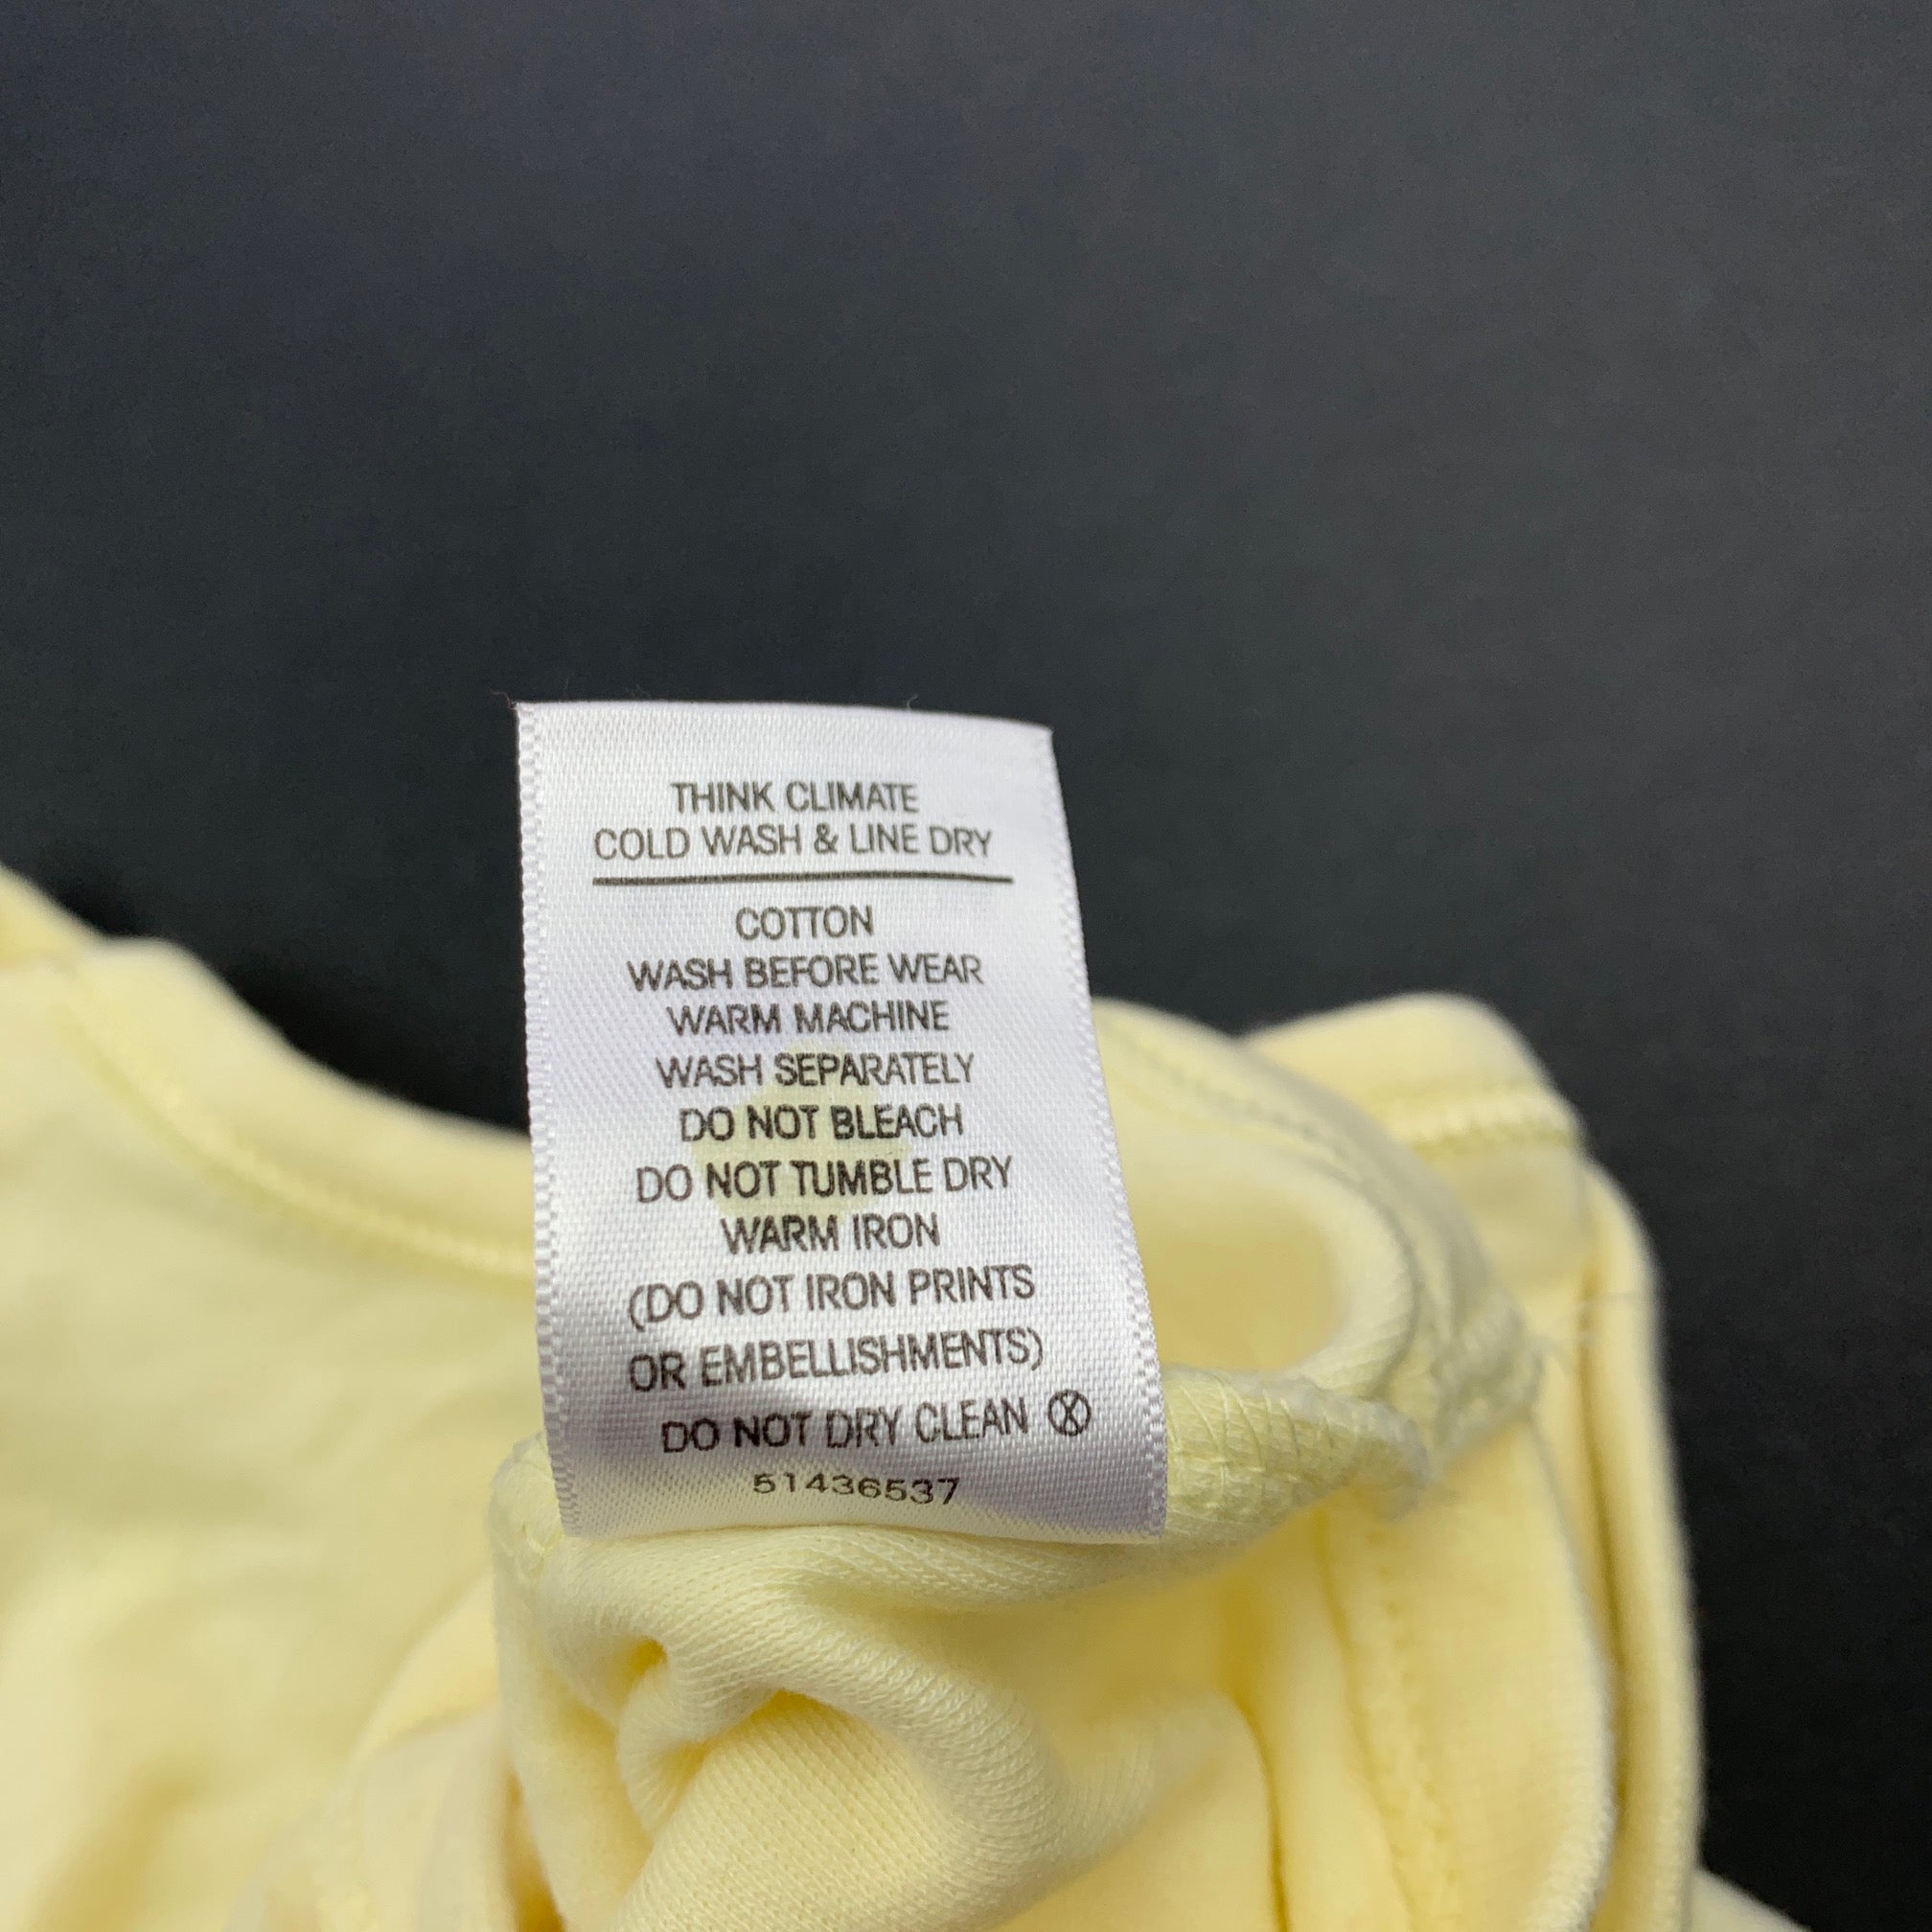 THINK CLIMATE
COLD WASH & LINE DRY
COTTON
WASH BEFORE WEAR
WARM MACHINE
WASH SEPARATELY
DO NOT BLEACH
DO NOT TUMBLE DRY
WARM IRON
(DO NOT IRON PRINTS
OR EMBELLISHMENTS)
DO NOT DRY CLEAN
51436537